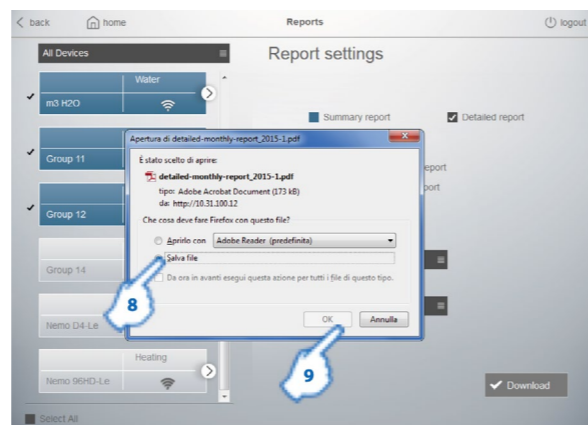 back
home
Reports
logout
All Devices
Report settings
Water
m3 H2O
Summary report
Detailed report
Apertura di detailed-monthly-report_2015-1.pdf
Group 11
È stato scelto di aprire:
detailed-monthly-report_2015-1.pdf
tipo: Adobe Acrobat Document (173 kB)
da: http://10.31.100.12
Che cosa deve fare Firefox con questo file?
Group 12
Aprirlo con Adobe Reader (predefinita)
Salva file
Da ora in avanti esegui questa azione per tutti i file di questo tipo.
Group 14
8
OK
Annulla
Nemo D4-Le
Heating
9
Nemo 96HD-Le
Download
Select All